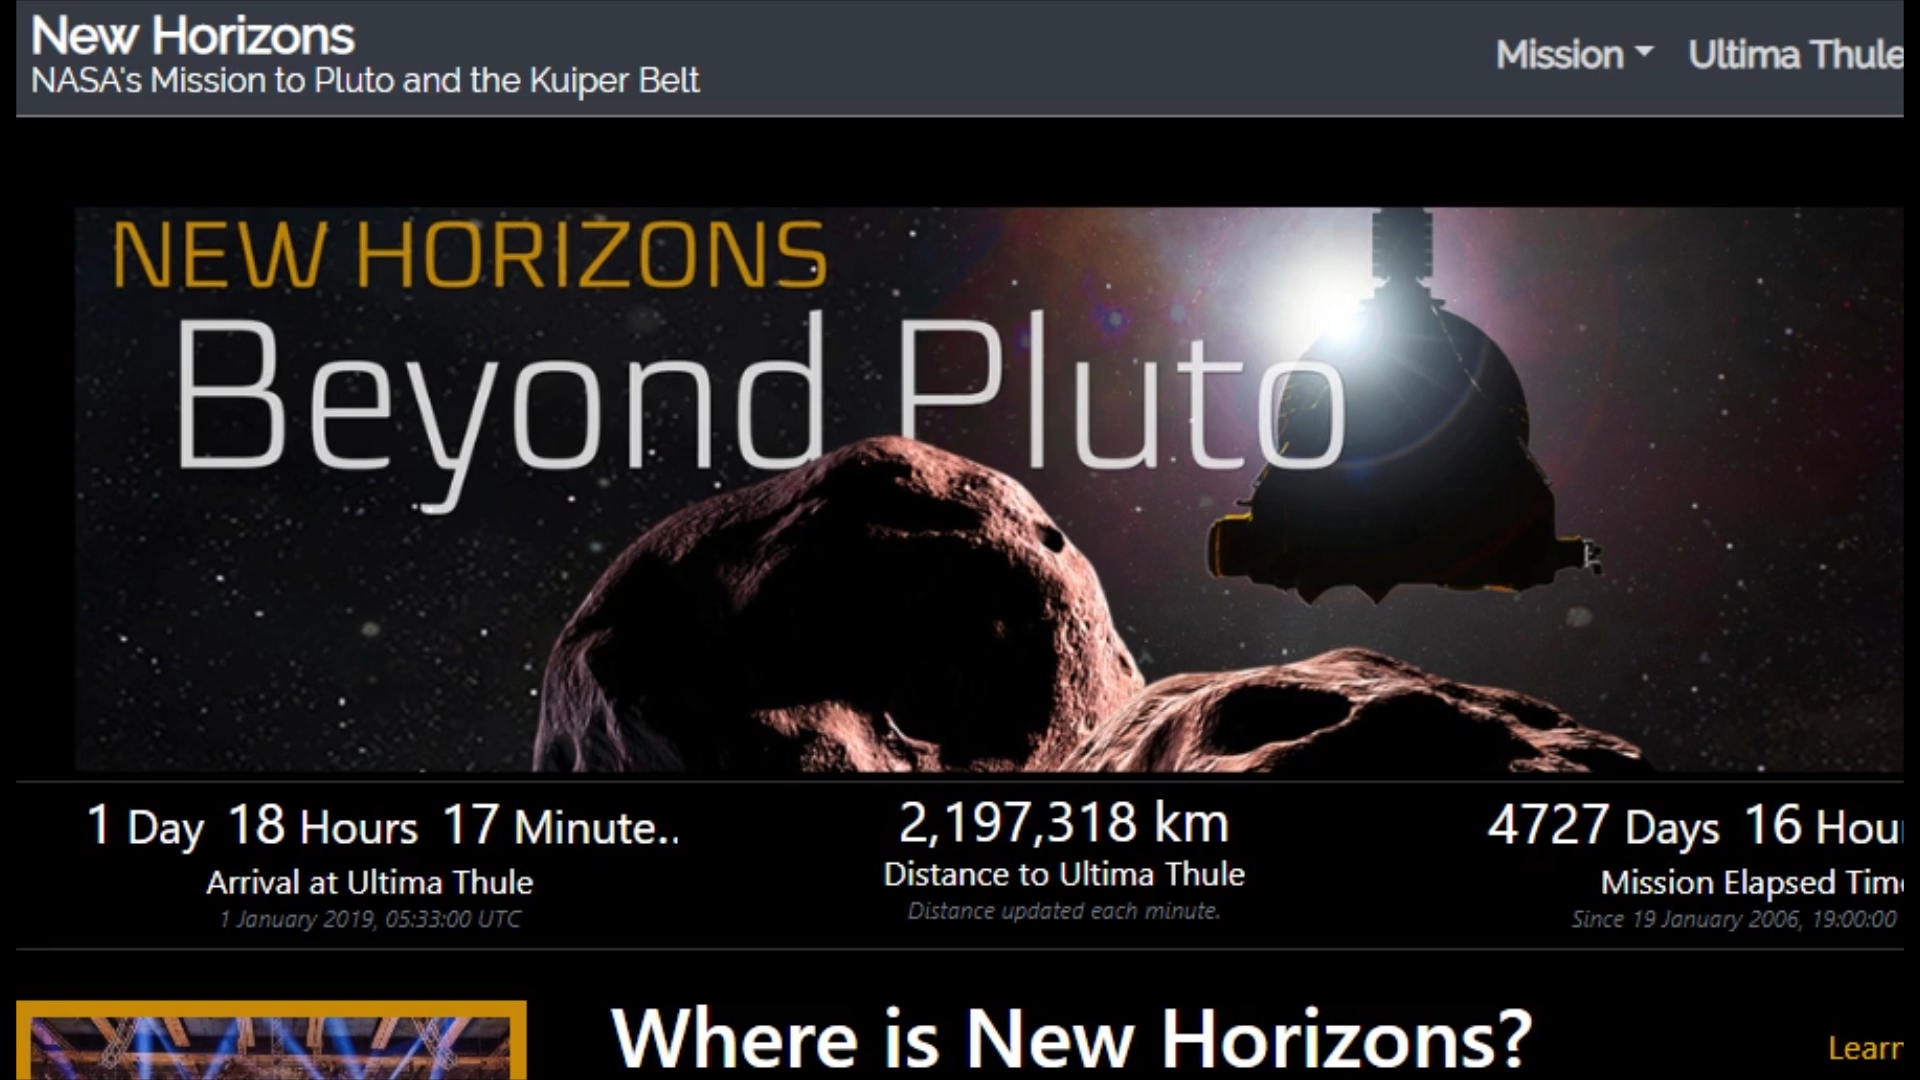 New Horizons
NASA's Mission to Pluto and the Kuiper Belt
Mission
Ultima Thule
NEW HORIZONS
Beyond Pluto
1 Day 18 Hours 17 Minute..
Arrival at Ultima Thule
1 January 2019, 05:33:00 UTC
2,197,318 km
Distance to Ultima Thule
Distance updated each minute.
4727 Days 16 Hou
Mission Elapsed Tim
Since 19 January 2006, 19:00:00
Where is New Horizons?
Learn